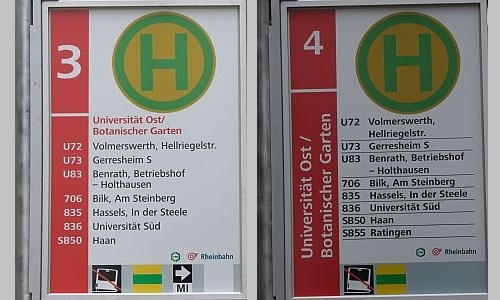 3
H
Universität Ost/
Botanischer Garten
U72 Volmerswerth, Hellriegelstr.
U73 Gerresheim S
U83 Benrath, Betriebshof
– Holthausen
706 Bilk, Am Steinberg
835 Hassels, In der Steele
836 Universität Süd
SB50 Haan
Rheinbahn
MI
4
H
Universität Ost /
Botanischer Garten
U72 Volmerswerth,
Hellriegelstr.
U73 Gerresheim S
U83 Benrath, Betriebshof
– Holthausen
706 Bilk, Am Steinberg
835 Hassels, In der Steele
836 Universität Süd
SB50 Haan
SB55 Ratingen
Rheinbahn